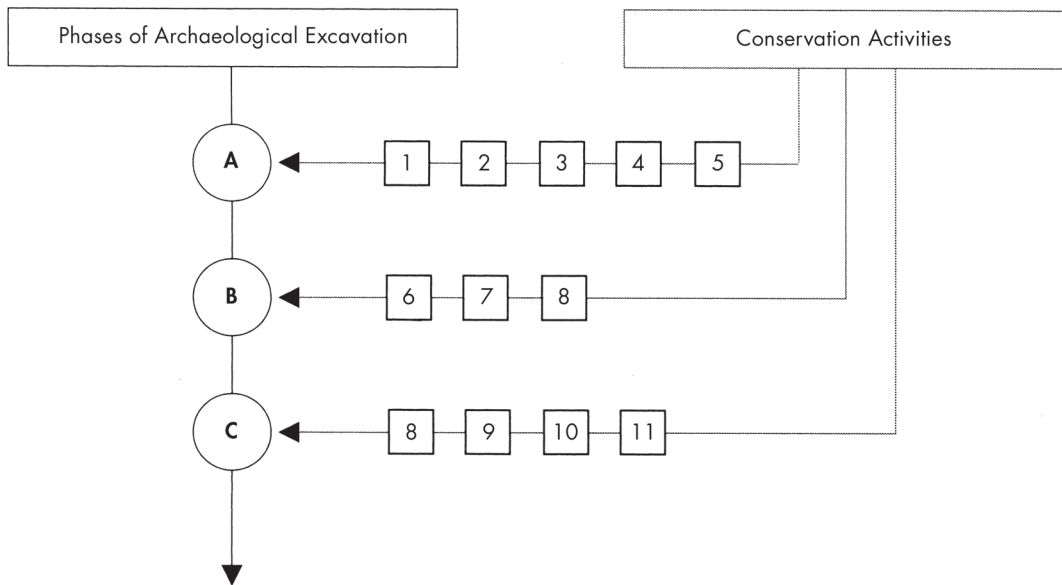 Phases of Archaeological Excavation
Conservation Activities
A
1 2 3 4 5
B
6 7 8
C
8 9 10 11